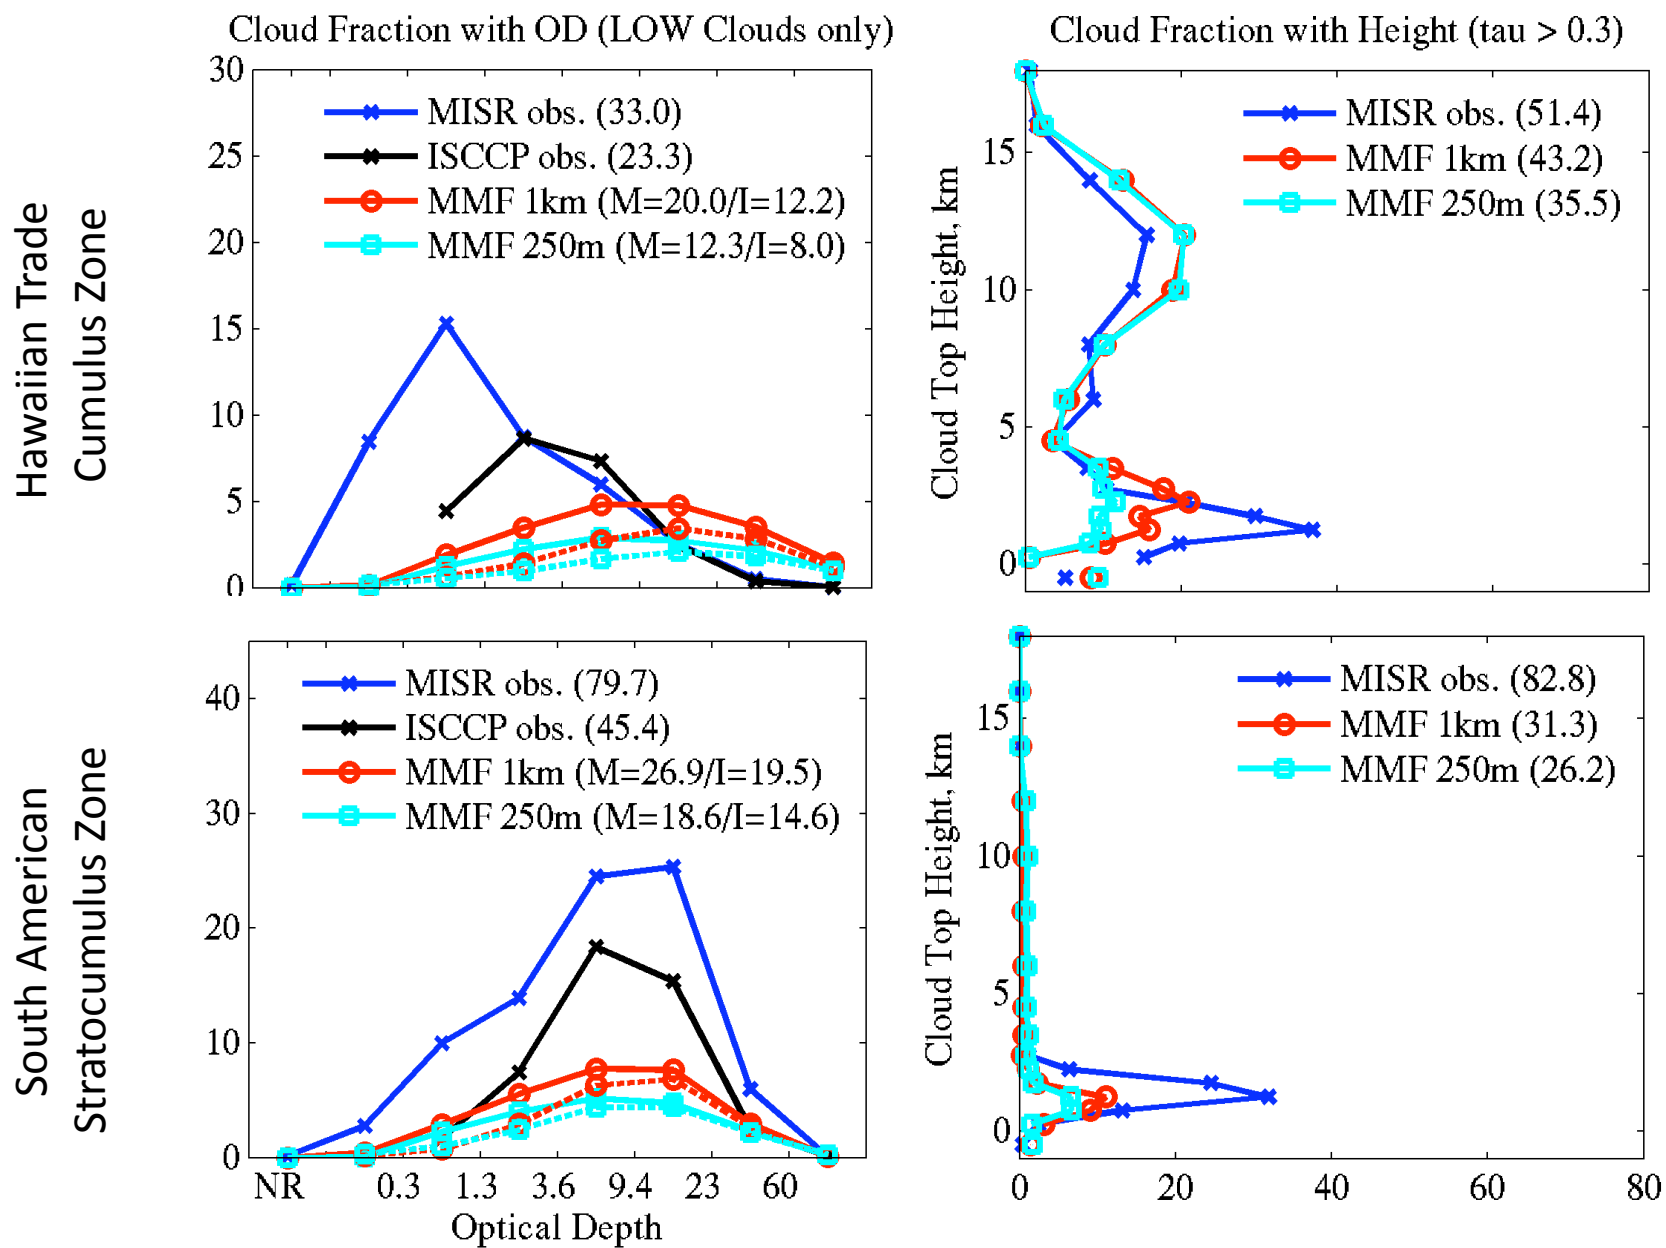 Cloud Fraction with OD (LOW Clouds only)
30
25
20
15
10
5
0
MISR obs. (33.0)
ISCCP obs. (23.3)
MMF 1km (M=20.0/I=12.2)
MMF 250m (M=12.3/I=8.0)
Hawaiian Trade
Cumulus Zone
Cloud Fraction with Height (tau > 0.3)
15
10
5
0
Cloud Top Height, km
MISR obs. (51.4)
MMF 1km (43.2)
MMF 250m (35.5)
40
30
20
10
0
MISR obs. (79.7)
ISCCP obs. (45.4)
MMF 1km (M=26.9/I=19.5)
MMF 250m (M=18.6/I=14.6)
NR 0.3 1.3 3.6 9.4 23 60
Optical Depth
South American
Stratocumulus Zone
15
10
5
0
Cloud Top Height, km
MISR obs. (82.8)
MMF 1km (31.3)
MMF 250m (26.2)
0 20 40 60 80